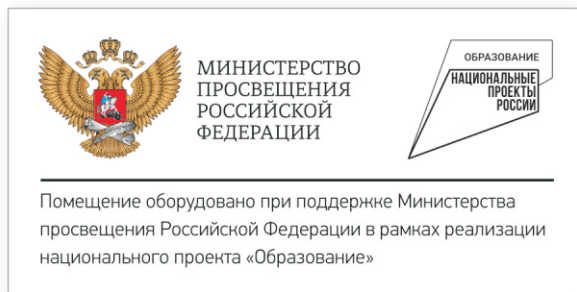 МИНИСТЕРСТВО
ПРОСВЕЩЕНИЯ
РОССИЙСКОЙ
ФЕДЕРАЦИИ
ОБРАЗОВАНИЕ
НАЦИОНАЛЬНЫЕ
ПРОЕКТЫ
РОССИИ
Помещение оборудовано при поддержке Министерства
просвещения Российской Федерации в рамках реализации
национального проекта «Образование»